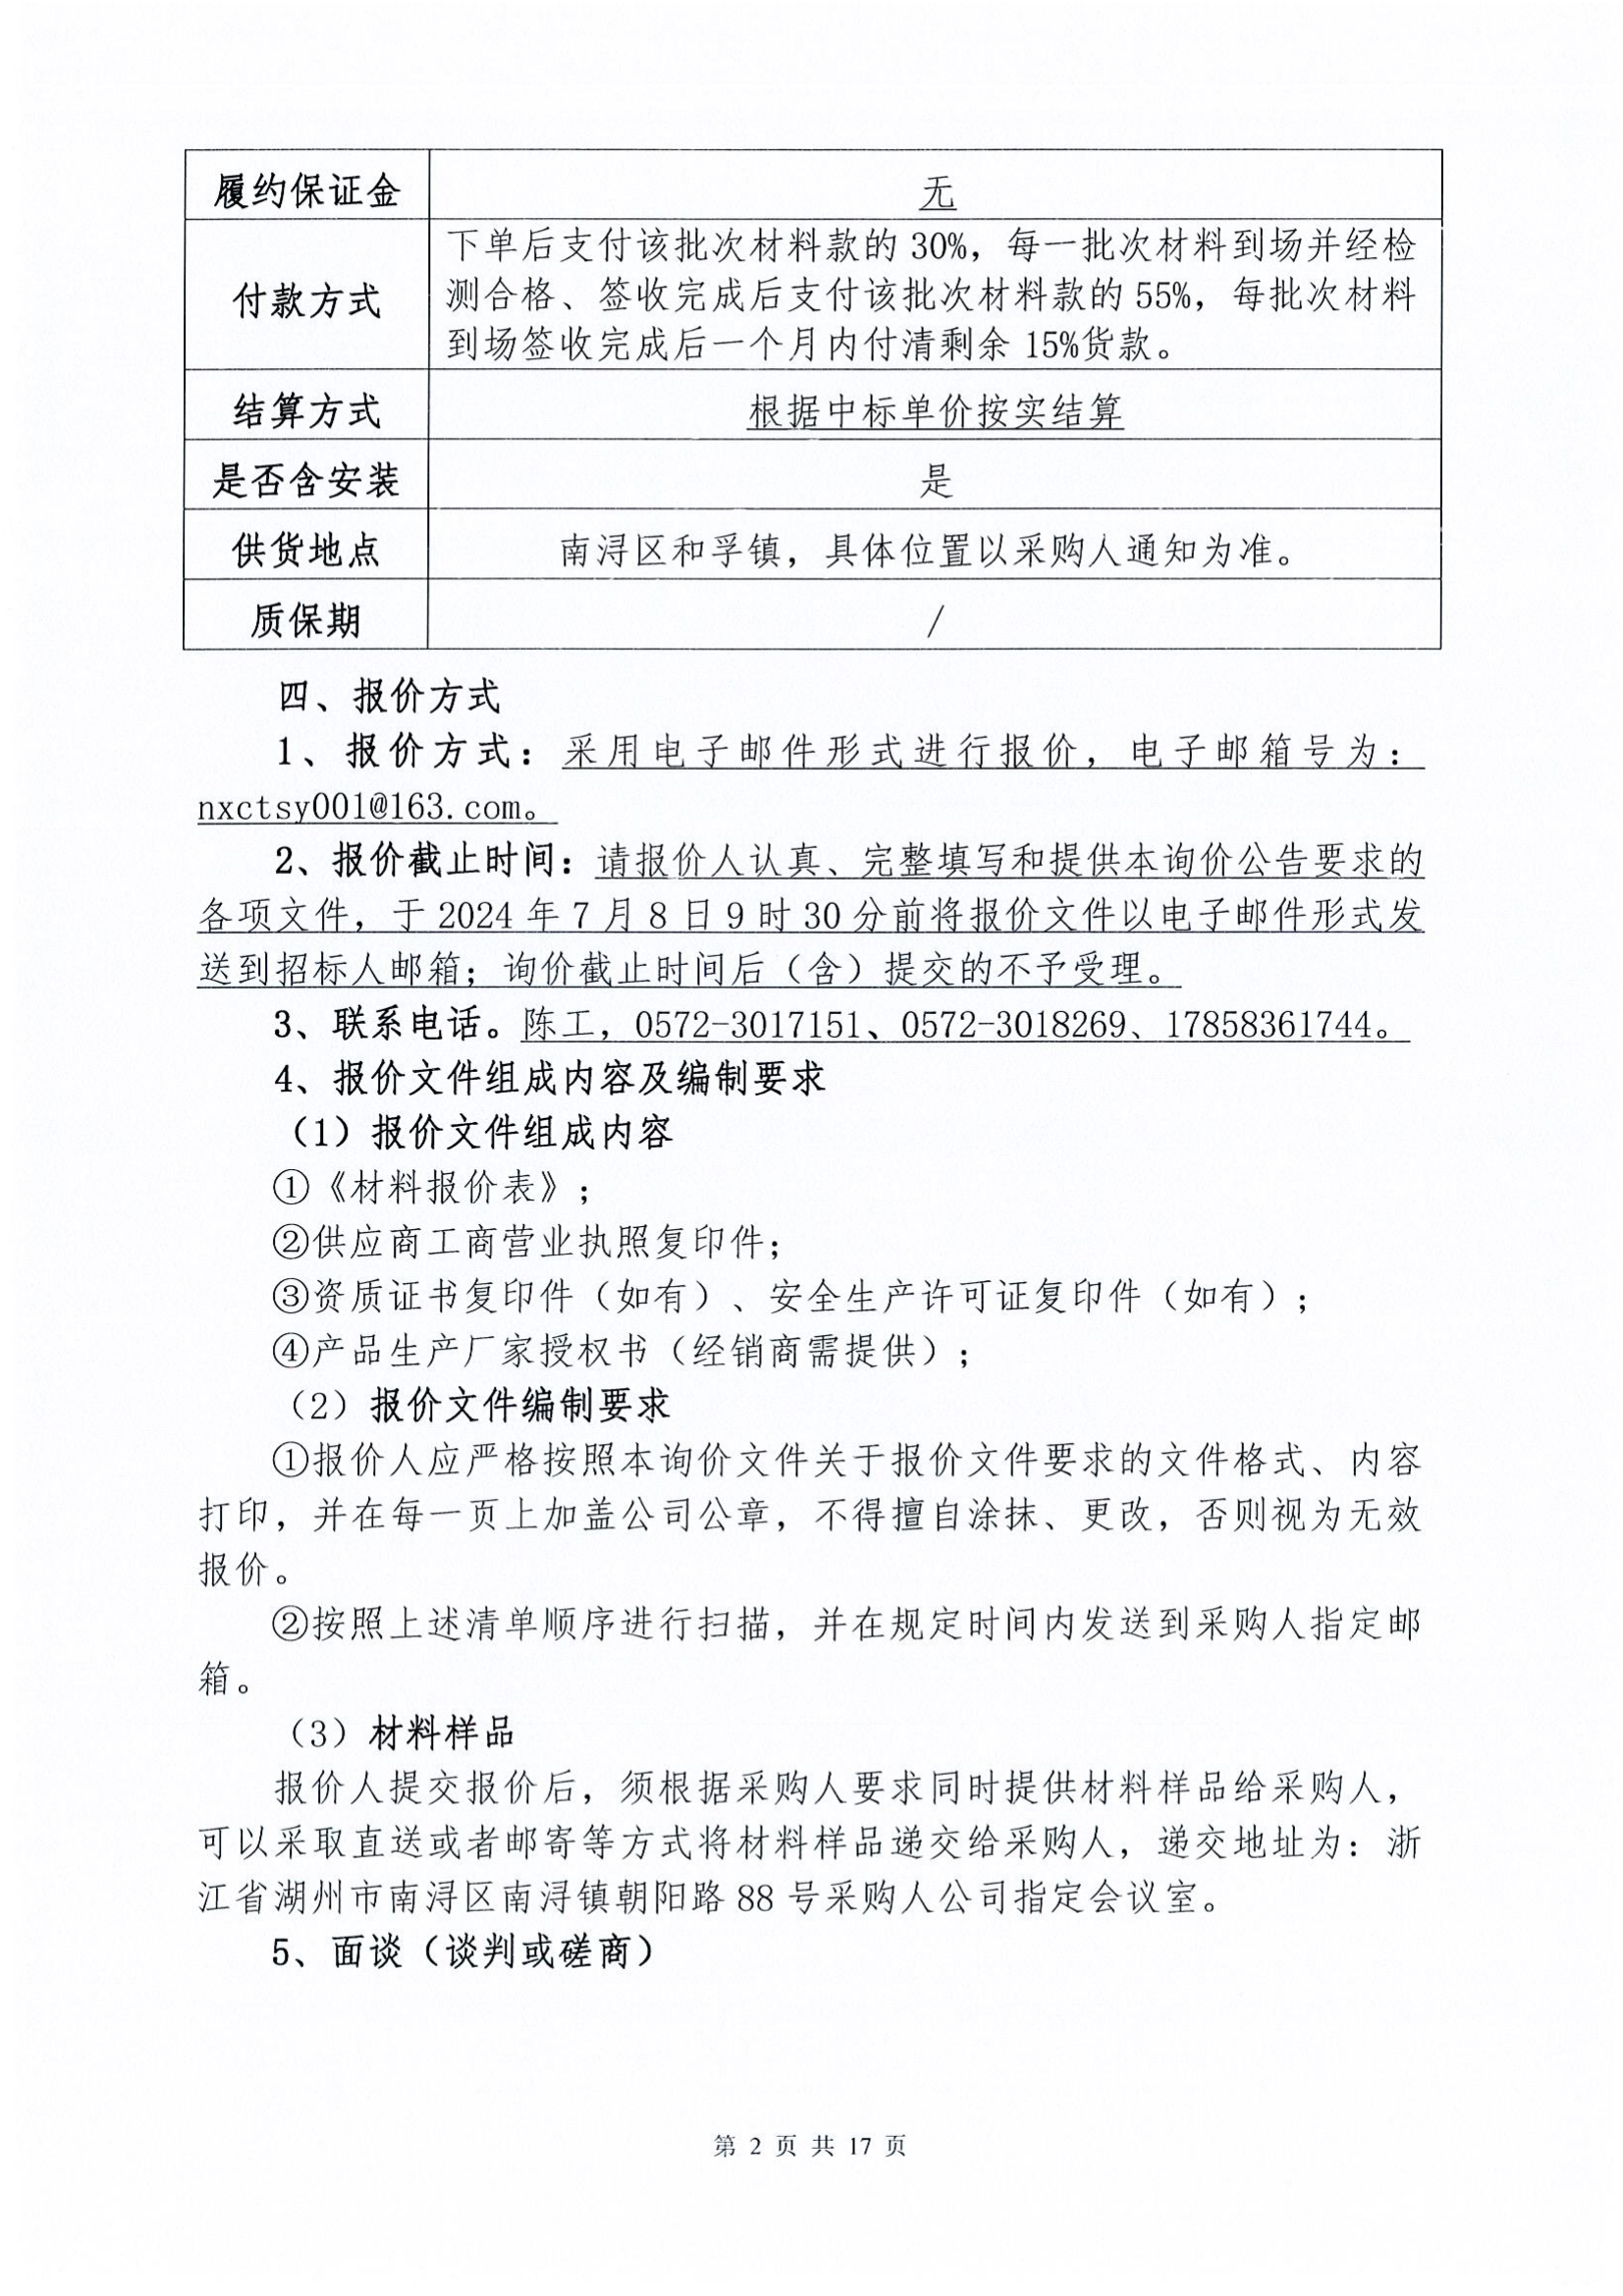 履约保证金 无
付款方式 下单后支付该批次材料款的 30%，每一批次材料到场并经检
测合格、签收完成后支付该批次材料款的 55%，每批次材料
到场签收完成后一个月内付清剩余 15%货款。
结算方式 根据中标单价按实结算
是否含安装 是
供货地点 南浔区和孚镇，具体位置以采购人通知为准。
质保期 /
四、报价方式
1、报价方式：采用电子邮件形式进行报价，电子邮箱号为：
nxctsy001@163.com。
2、报价截止时间：请报价人认真、完整填写和提供本询价公告要求的
各项文件，于 2024 年 7 月 8 日 9 时 30 分前将报价文件以电子邮件形式发
送到招标人邮箱；询价截止时间后（含）提交的不予受理。
3、联系电话。陈工，0572-3017151、0572-3018269、17858361744。
4、报价文件组成内容及编制要求
（1）报价文件组成内容
①《材料报价表》；
②供应商工商营业执照复印件；
③资质证书复印件（如有）、安全生产许可证复印件（如有）；
④产品生产厂家授权书（经销商需提供）；
（2）报价文件编制要求
①报价人应严格按照本询价文件关于报价文件要求的文件格式、内容
打印，并在每一页上加盖公司公章，不得擅自涂抹、更改，否则视为无效
报价。
②按照上述清单顺序进行扫描，并在规定时间内发送到采购人指定邮
箱。
（3）材料样品
报价人提交报价后，须根据采购人要求同时提供材料样品给采购人，
可以采取直送或者邮寄等方式将材料样品递交给采购人，递交地址为：浙
江省湖州市南浔区南浔镇朝阳路 88 号采购人公司指定会议室。
5、面谈（谈判或磋商）
第 2 页 共 17 页